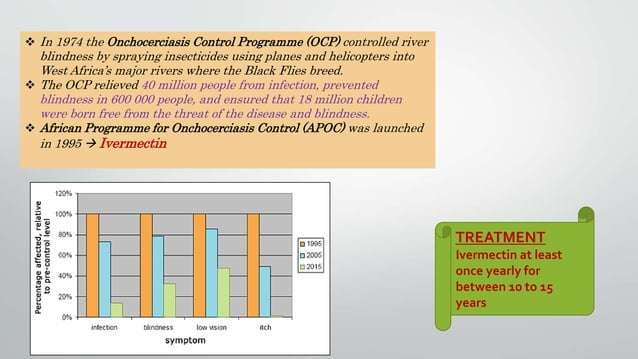 ❖ In 1974 the Onchocerciasis Control Programme (OCP) controlled river
blindness by spraying insecticides using planes and helicopters into
West Africa's major rivers where the Black Flies breed.
❖ The OCP relieved 40 million people from infection, prevented
blindness in 600 000 people, and ensured that 18 million children
were born free from the threat of the disease and blindness.
❖ African Programme for Onchocerciasis Control (APOC) was launched
in 1995 → Ivermectin
Percentage affected, relative
to pre-control level
120%
100%
80%
60%
40%
20%
0%
infection blindness low vision itch
symptom
1995
2005
2015
TREATMENT
Ivermectin at least
once yearly for
between 10 to 15
years